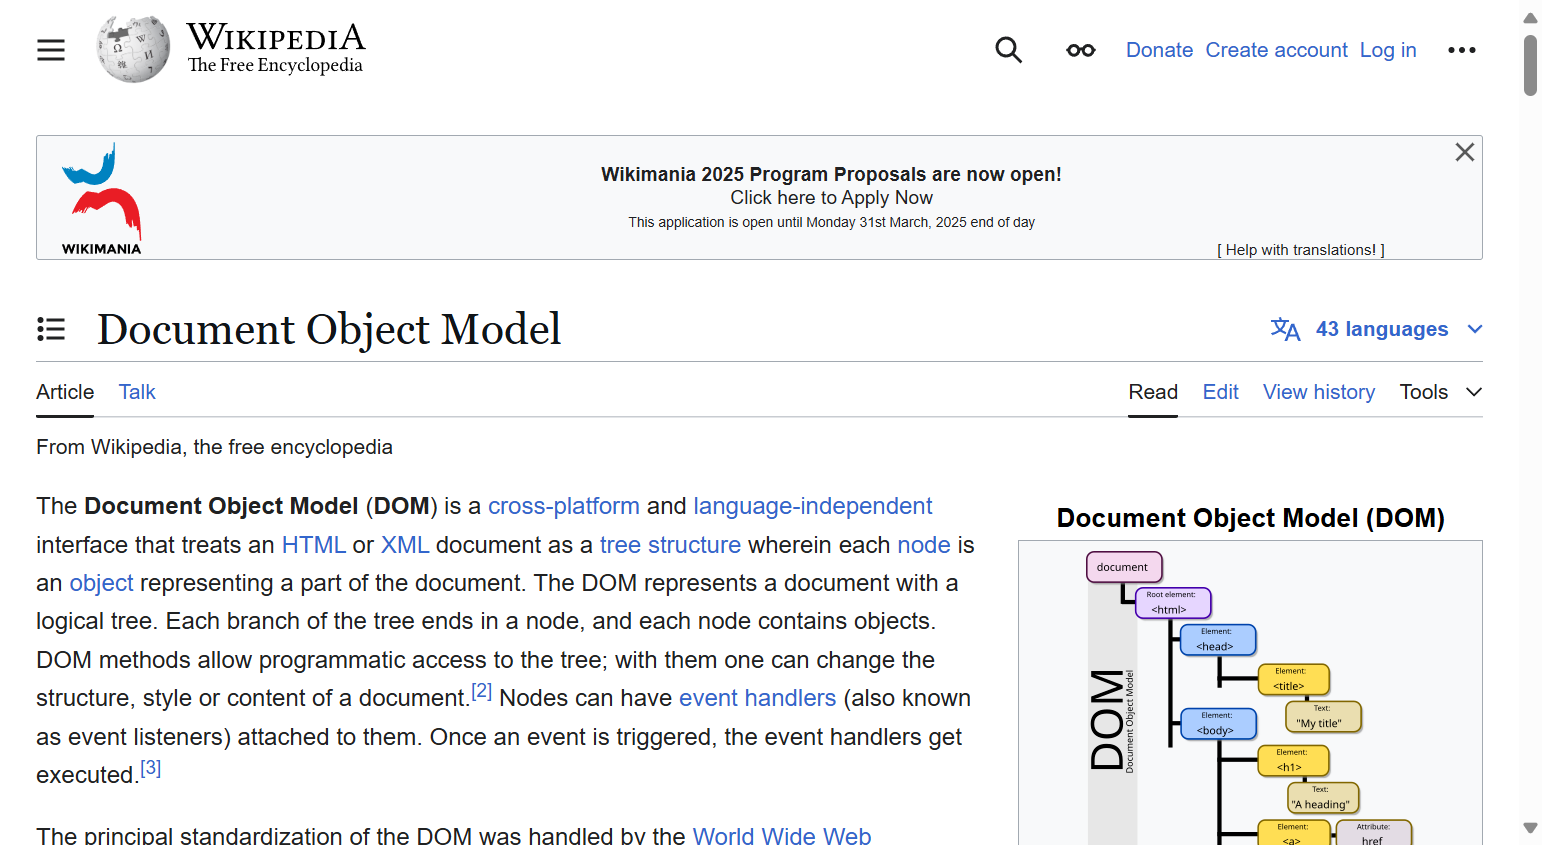 WIKIPEDIA
The Free Encyclopedia
Donate Create account Log in
Wikimania 2025 Program Proposals are now open!
Click here to Apply Now
This application is open until Monday 31st March, 2025 end of day
[ Help with translations! ]
WIKIMANIA
Document Object Model
43 languages
Article Talk
Read Edit View history Tools
From Wikipedia, the free encyclopedia
The Document Object Model (DOM) is a cross-platform and language-independent
interface that treats an HTML or XML document as a tree structure wherein each node is
an object representing a part of the document. The DOM represents a document with a
logical tree. Each branch of the tree ends in a node, and each node contains objects.
DOM methods allow programmatic access to the tree; with them one can change the
structure, style or content of a document.[2] Nodes can have event handlers (also known
as event listeners) attached to them. Once an event is triggered, the event handlers get
executed.[3]
The principal standardization of the DOM was handled by the World Wide Web
Document Object Model (DOM)
document
Root element:
<html>
Element:
<head>
Element:
<title>
Text:
"My title"
Element:
<body>
Element:
<h1>
Text:
"A heading"
Element:
<a>
Attribute:
href
DOM
Document Object Model